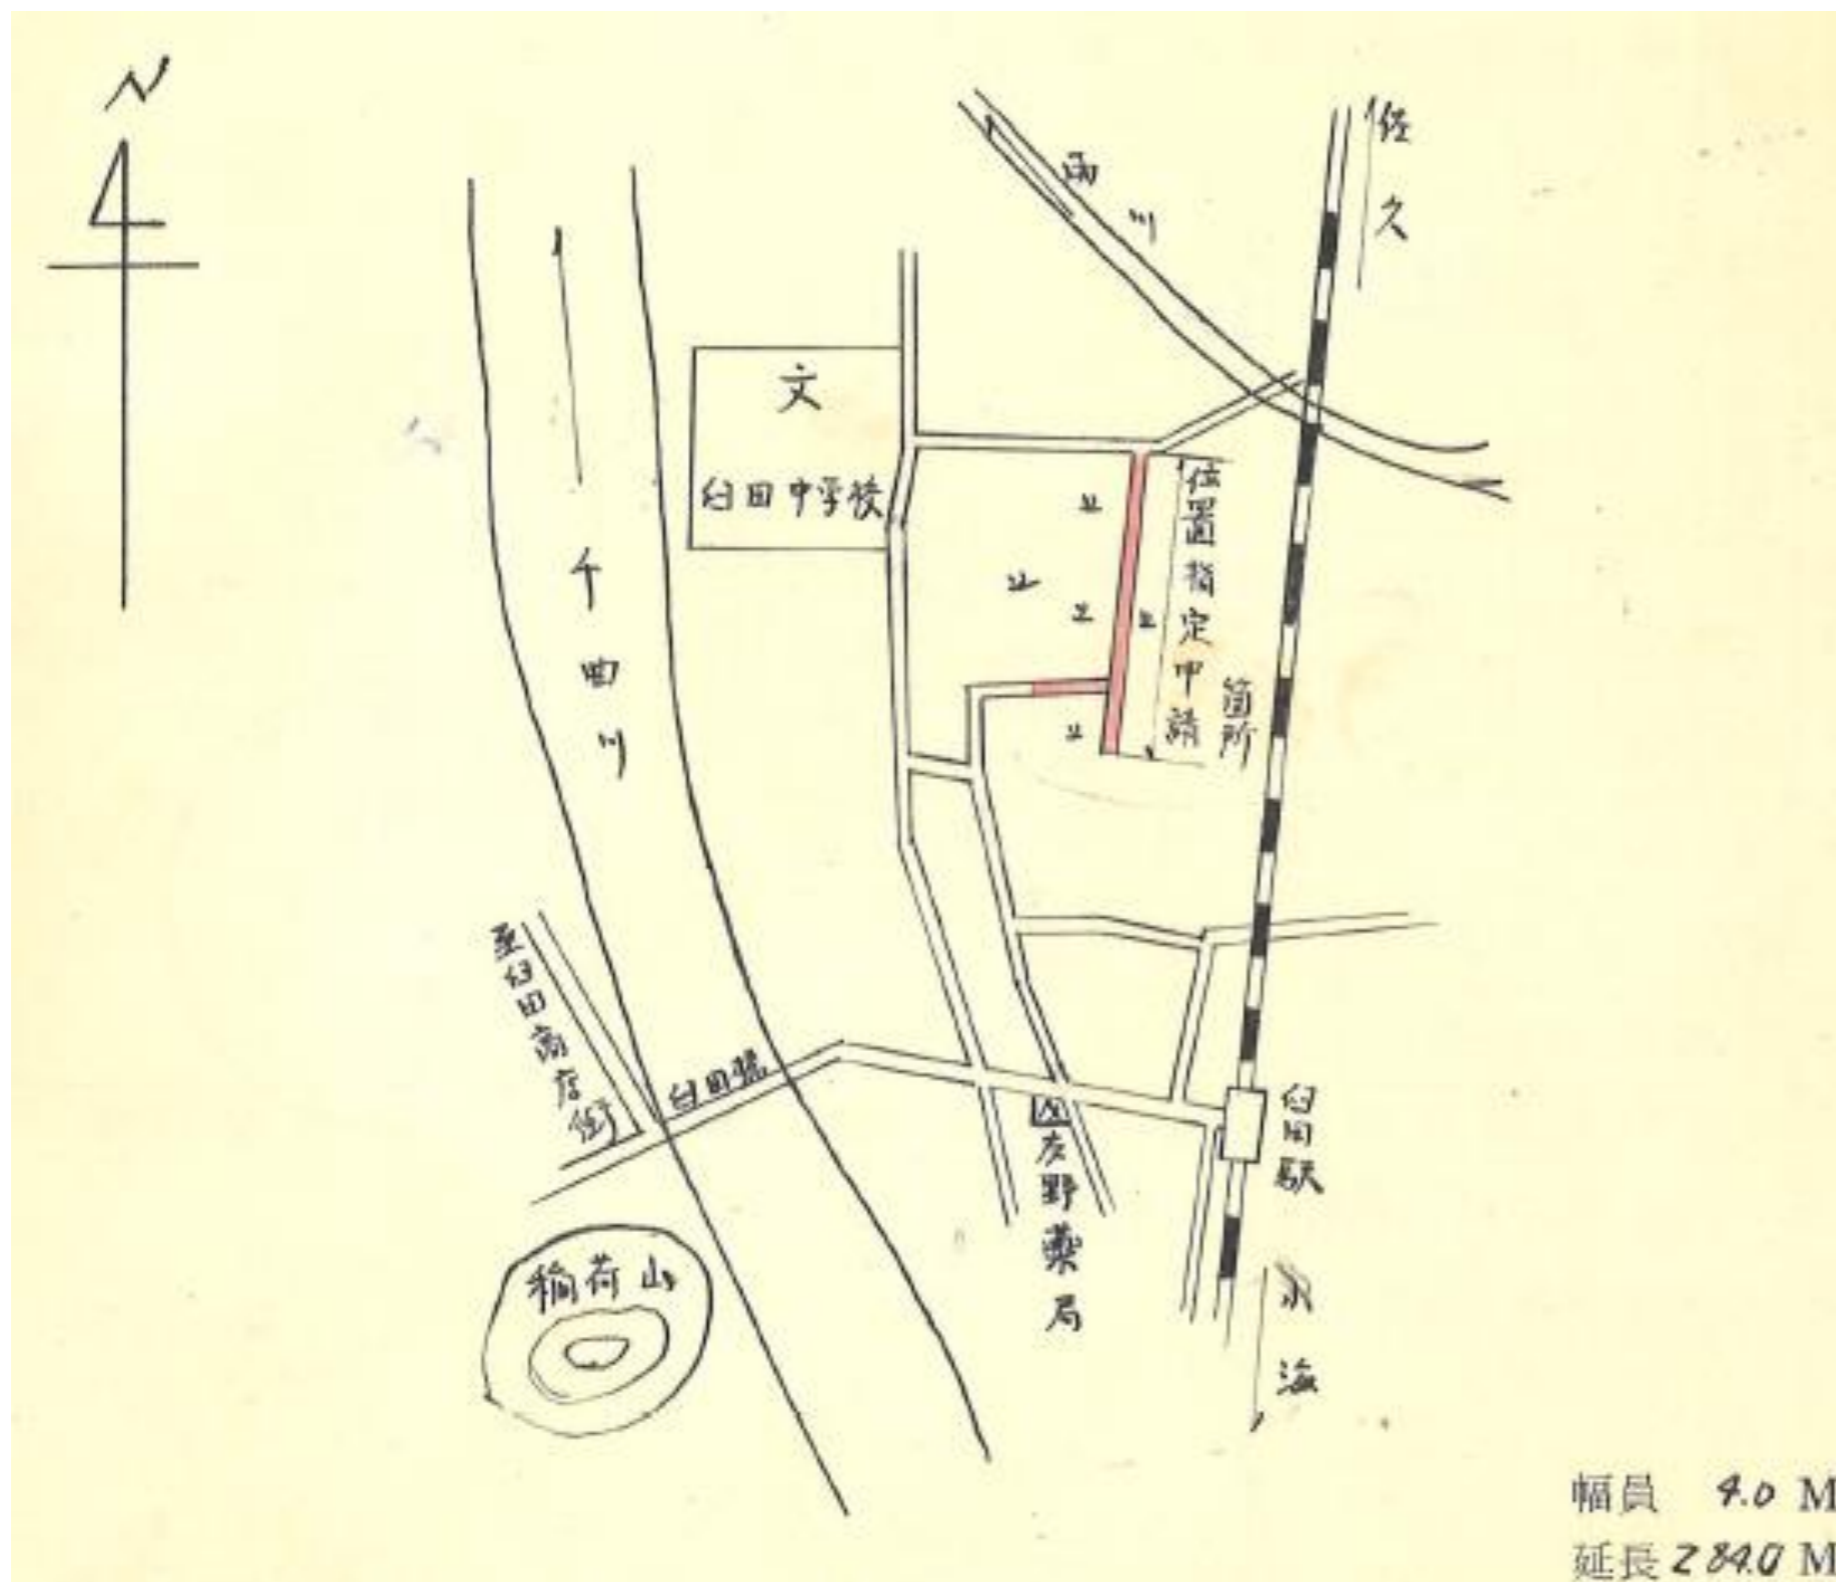 N
佐久
雨川
文
臼田中学校
位置指定申請
箇所
千曲川
至臼田商店街
臼田橋
臼田駅
友野薬局
稲荷山
小海
幅員 4.0 M
延長 284.0 M